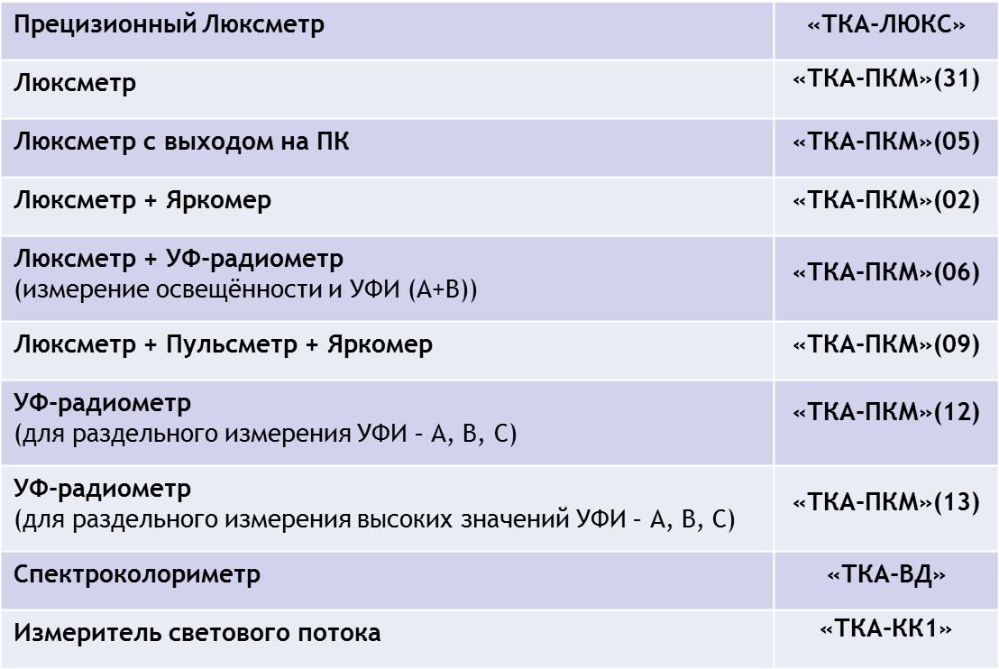 Прецизионный Люксметр «ТКА-ЛЮКС»
Люксметр «ТКА-ПКМ»(31)
Люксметр с выходом на ПК «ТКА-ПКМ»(05)
Люксметр + Яркомер «ТКА-ПКМ»(02)
Люксметр + УФ-радиометр
(измерение освещённости и УФИ (А+В)) «ТКА-ПКМ»(06)
Люксметр + Пульсметр + Яркомер «ТКА-ПКМ»(09)
УФ-радиометр
(для раздельного измерения УФИ – А, В, С) «ТКА-ПКМ»(12)
УФ-радиометр
(для раздельного измерения высоких значений УФИ – А, В, С) «ТКА-ПКМ»(13)
Спектроколориметр «ТКА-ВД»
Измеритель светового потока «ТКА-КК1»